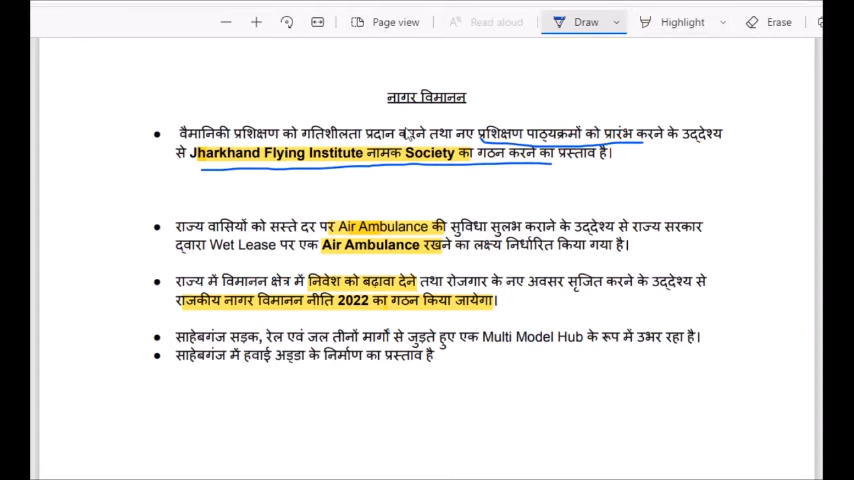 Page view
Read aloud
Draw
Highlight
Erase
नागर विमानन
वैमानिकी प्रशिक्षण को गतिशीलता प्रदान करने तथा नए प्रशिक्षण पाठ्यक्रमों को प्रारंभ करने के उद्देश्य
से Jharkhand Flying Institute नामक Society का गठन करने का प्रस्ताव है।
राज्य वासियों को सस्ते दर पर Air Ambulance की सुविधा सुलभ कराने के उद्देश्य से राज्य सरकार
द्वारा Wet Lease पर एक Air Ambulance रखने का लक्ष्य निर्धारित किया गया है।
राज्य में विमानन क्षेत्र में निवेश को बढ़ावा देने तथा रोजगार के नए अवसर सृजित करने के उद्देश्य से
राजकीय नागर विमानन नीति 2022 का गठन किया जायेगा।
साहेबगंज सड़क, रेल एवं जल तीनों मार्गों से जुड़ते हुए एक Multi Model Hub के रूप में उभर रहा है।
साहेबगंज में हवाई अड्डा के निर्माण का प्रस्ताव है